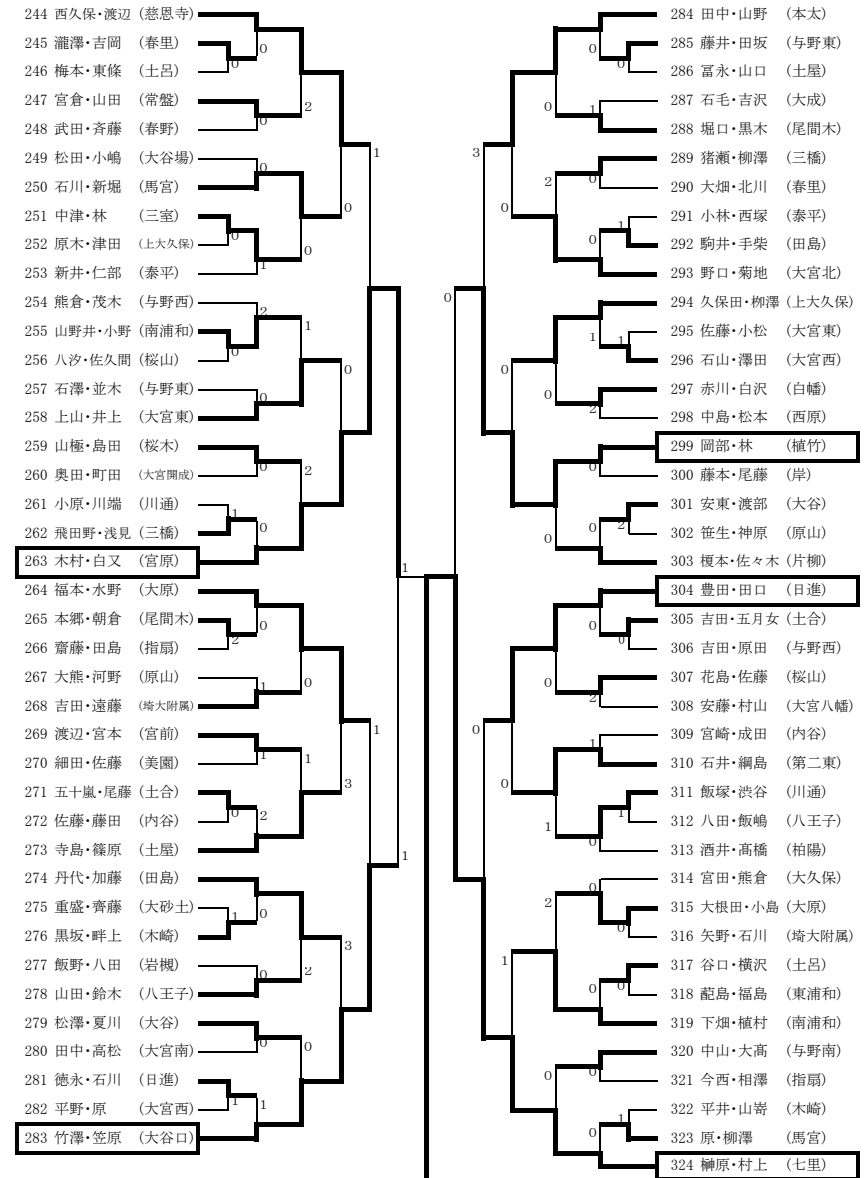 244 西久保・渡辺 (慈恩寺)
245 瀧澤・吉岡 (春里)
246 梅本・東條 (土呂)
247 宮倉・山田 (常盤)
248 武田・斉藤 (春野)
249 松田・小嶋 (大谷場)
250 石川・新堀 (馬宮)
251 中津・林 (三室)
252 原木・津田 (上大久保)
253 新井・仁部 (泰平)
254 熊倉・茂木 (与野西)
255 山野井・小野 (南浦和)
256 八汐・佐久間 (桜山)
257 石澤・並木 (与野東)
258 上山・井上 (大宮東)
259 山極・島田 (桜木)
260 奥田・町田 (大宮開成)
261 小原・川端 (川通)
262 飛田野・浅見 (三橋)
263 木村・白又 (宮原)
264 福本・水野 (大原)
265 本郷・朝倉 (尾間木)
266 齋藤・田島 (指扇)
267 大熊・河野 (原山)
268 吉田・遠藤 (埼大附属)
269 渡辺・宮本 (宮前)
270 細田・佐藤 (美園)
271 五十嵐・尾藤 (土合)
272 佐藤・藤田 (内谷)
273 寺島・篠原 (土屋)
274 丹代・加藤 (田島)
275 重盛・齊藤 (大砂土)
276 黒坂・畔上 (木崎)
277 飯野・八田 (岩槻)
278 山田・鈴木 (八王子)
279 松澤・夏川 (大谷)
280 田中・高松 (大宮南)
281 徳永・石川 (日進)
282 平野・原 (大宮西)
283 竹澤・笠原 (大谷口)
284 田中・山野 (本太)
285 藤井・田坂 (与野東)
286 冨永・山口 (土屋)
287 石毛・吉沢 (大成)
288 堀口・黒木 (尾間木)
289 猪瀬・柳澤 (三橋)
290 大畑・北川 (春里)
291 小林・西塚 (泰平)
292 駒井・手柴 (田島)
293 野口・菊地 (大宮北)
294 久保田・柳澤 (上大久保)
295 佐藤・小松 (大宮東)
296 石山・澤田 (大宮西)
297 赤川・白沢 (白幡)
298 中島・松本 (西原)
299 岡部・林 (植竹)
300 藤本・尾藤 (岸)
301 安東・渡部 (大谷)
302 笹生・神原 (原山)
303 榎本・佐々木 (片柳)
304 豊田・田口 (日進)
305 吉田・五月女 (土合)
306 吉田・原田 (与野西)
307 花島・佐藤 (桜山)
308 安藤・村山 (大宮八幡)
309 宮崎・成田 (内谷)
310 石井・綱島 (第二東)
311 飯塚・渋谷 (川通)
312 八田・飯嶋 (八王子)
313 酒井・髙橋 (柏陽)
314 宮田・熊倉 (大久保)
315 大根田・小島 (大原)
316 矢野・石川 (埼大附属)
317 谷口・横沢 (土呂)
318 蓜島・福島 (東浦和)
319 下畑・植村 (南浦和)
320 中山・大髙 (与野南)
321 今西・相澤 (指扇)
322 平井・山嵜 (木崎)
323 原・柳澤 (馬宮)
324 榊原・村上 (七里)